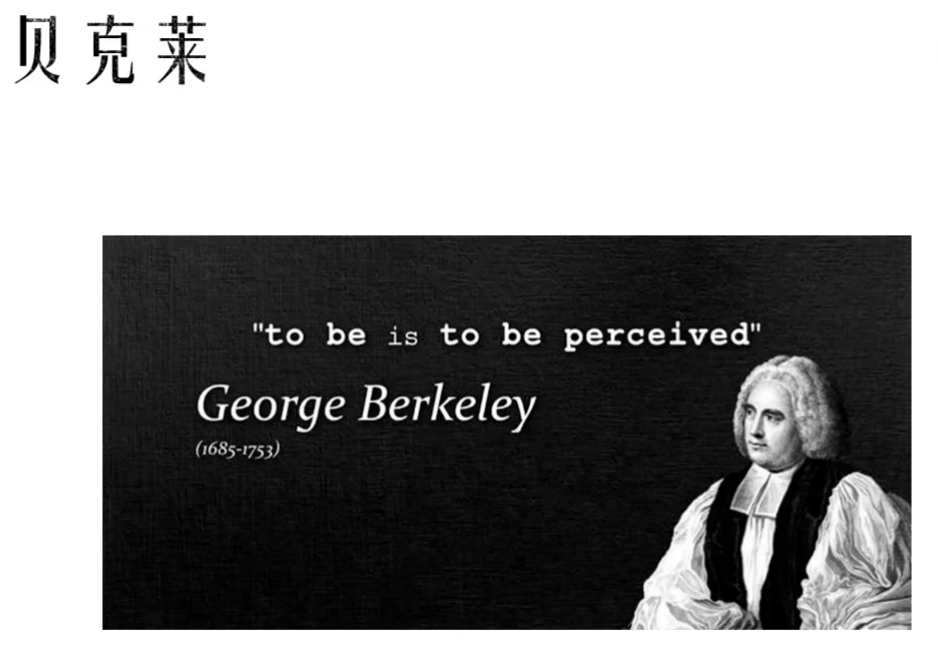 贝克莱
"to be is to be perceived"
George Berkeley
(1685-1753)